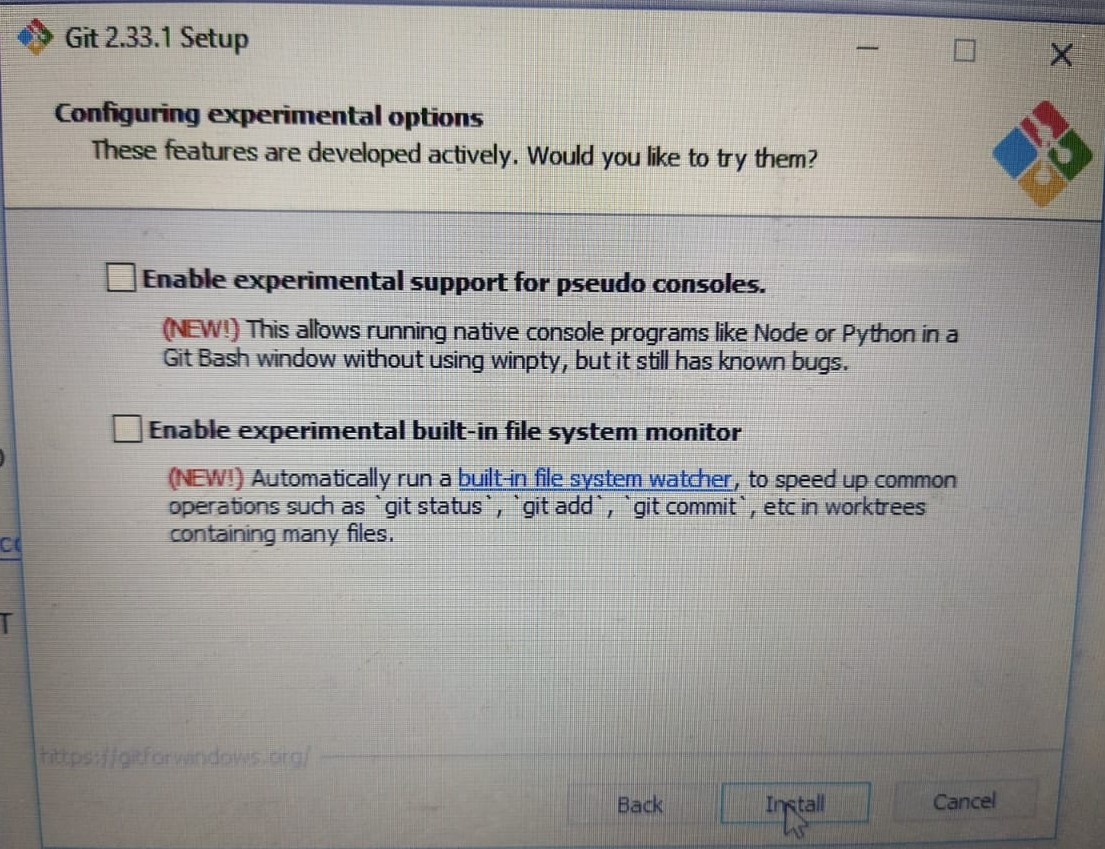 Git 2.33.1 Setup
Configuring experimental options
These features are developed actively. Would you like to try them?
Enable experimental support for pseudo consoles.
(NEW!) This allows running native console programs like Node or Python in a
Git Bash window without using winpty, but it still has known bugs.
Enable experimental built-in file system monitor
(NEW!) Automatically run a built-in file system watcher, to speed up common
operations such as `git status`, `git add`, `git commit`, etc in worktrees
containing many files.
https://gitforwindows.org/
Back
Install
Cancel